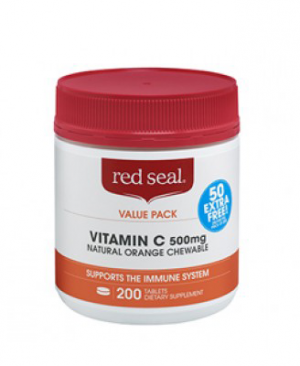 red seal
VALUE PACK
50
EXTRA
FREE!
VITAMIN C 500mg
NATURAL ORANGE CHEWABLE
SUPPORTS THE IMMUNE SYSTEM
200 TABLETS
DIETARY SUPPLEMENT